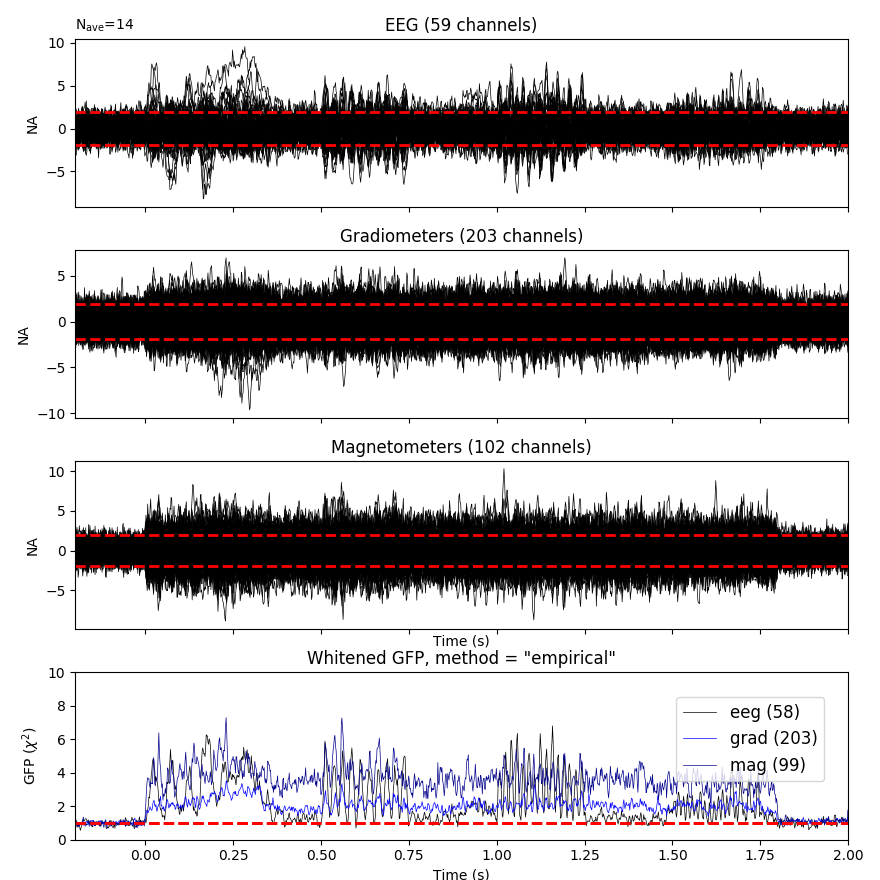 N_ave=14
EEG (59 channels)
10
5
0
−5
NA
Gradiometers (203 channels)
5
0
−5
−10
NA
Magnetometers (102 channels)
10
5
0
−5
NA
Time (s)
Whitened GFP, method = "empirical"
10
8
6
4
2
0
GFP (χ²)
eeg (58)
grad (203)
mag (99)
0.00 0.25 0.50 0.75 1.00 1.25 1.50 1.75 2.00
Time (s)